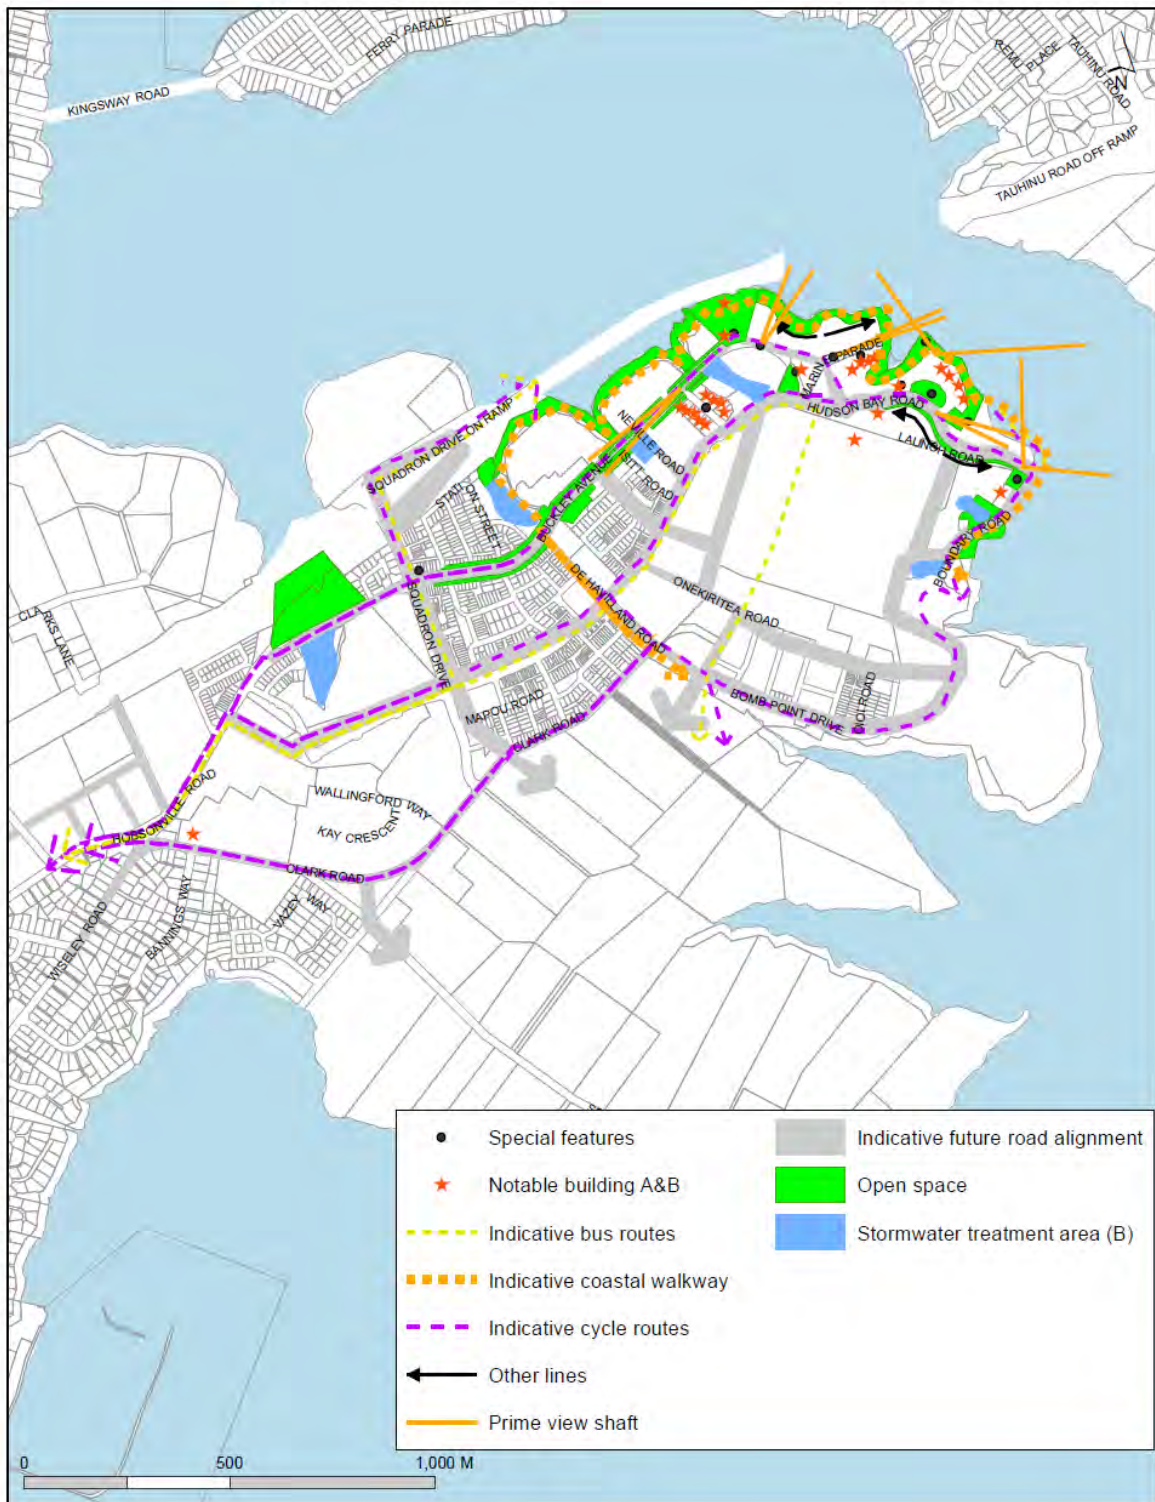 FERRY PARADE
KINGSWAY ROAD
REMU PLACE
TAUHINU ROAD
N
TAUHINU ROAD OFF RAMP
MARINE PARADE
HUDSON BAY ROAD
LAUNCH ROAD
NEVILLE ROAD
SITT ROAD
SQUADRON DRIVE ON RAMP
STATION STREET
BUCKLEY AVENUE
BOUNDARY ROAD
DE HAVILLAND ROAD
ONEKIRITEA ROAD
SQUADRON DRIVE
CLARKS LANE
MAPOU ROAD
CLARK ROAD
BOMB POINT DRIVE
WALLINGFORD WAY
KAY CRESCENT
HOBSONVILLE ROAD
CLARK ROAD
WISELEY ROAD
BANNINGS WAY
VAZEY WAY
Special features
Notable building A&B
Indicative bus routes
Indicative coastal walkway
Indicative cycle routes
Other lines
Prime view shaft
Indicative future road alignment
Open space
Stormwater treatment area (B)
0 500 1,000 M